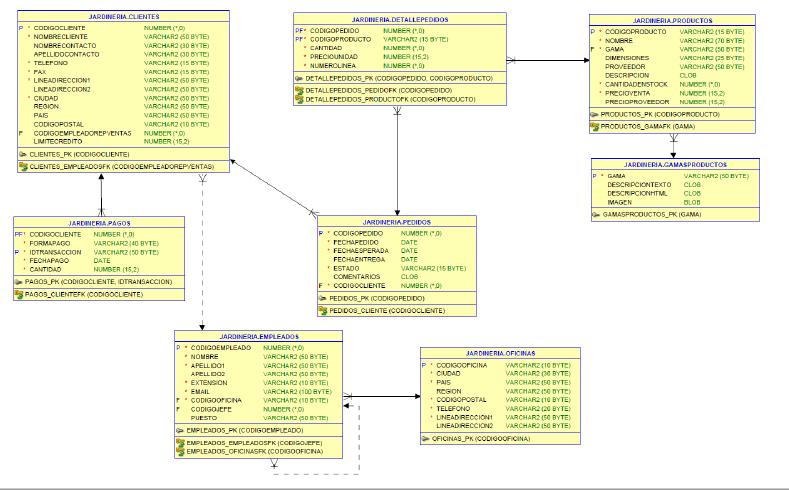 JARDINERIA.CLIENTES
P * CODIGOCLIENTE NUMBER (*,0)
* NOMBRECLIENTE VARCHAR2 (50 BYTE)
NOMBRECONTACTO VARCHAR2 (30 BYTE)
APELLIDOCONTACTO VARCHAR2 (30 BYTE)
* TELEFONO VARCHAR2 (15 BYTE)
* FAX VARCHAR2 (15 BYTE)
* LINEADIRECCION1 VARCHAR2 (50 BYTE)
LINEADIRECCION2 VARCHAR2 (50 BYTE)
* CIUDAD VARCHAR2 (50 BYTE)
REGION VARCHAR2 (50 BYTE)
PAIS VARCHAR2 (50 BYTE)
CODIGOPOSTAL VARCHAR2 (10 BYTE)
F CODIGOEMPLEADOREPVENTAS NUMBER (*,0)
LIMITECREDITO NUMBER (15,2)
CLIENTES_PK (CODIGOCLIENTE)
CLIENTES_EMPLEADOSFK (CODIGOEMPLEADOREPVENTAS)
JARDINERIA.DETALLEPEDIDOS
PF* CODIGOPEDIDO NUMBER (*,0)
PF* CODIGOPRODUCTO VARCHAR2 (15 BYTE)
* CANTIDAD NUMBER (*,0)
* PRECIOUNIDAD NUMBER (15,2)
* NUMEROLINEA NUMBER (*,0)
DETALLEPEDIDOS_PK (CODIGOPEDIDO, CODIGOPRODUCTO)
DETALLEPEDIDOS_PEDIDOFK (CODIGOPEDIDO)
DETALLEPEDIDOS_PRODUCTOFK (CODIGOPRODUCTO)
JARDINERIA.PRODUCTOS
P * CODIGOPRODUCTO VARCHAR2 (15 BYTE)
* NOMBRE VARCHAR2 (70 BYTE)
F * GAMA VARCHAR2 (50 BYTE)
DIMENSIONES VARCHAR2 (25 BYTE)
PROVEEDOR VARCHAR2 (50 BYTE)
DESCRIPCION CLOB
* CANTIDADENSTOCK NUMBER (*,0)
* PRECIOVENTA NUMBER (15,2)
PRECIOPROVEEDOR NUMBER (15,2)
PRODUCTOS_PK (CODIGOPRODUCTO)
PRODUCTOS_GAMAFK (GAMA)
JARDINERIA.GAMASPRODUCTOS
P * GAMA VARCHAR2 (50 BYTE)
DESCRIPCIONTEXTO CLOB
DESCRIPCIONHTML CLOB
IMAGEN BLOB
GAMASPRODUCTOS_PK (GAMA)
JARDINERIA.PAGOS
PF* CODIGOCLIENTE NUMBER (*,0)
* FORMAPAGO VARCHAR2 (40 BYTE)
P * IDTRANSACCION VARCHAR2 (50 BYTE)
* FECHAPAGO DATE
* CANTIDAD NUMBER (15,2)
PAGOS_PK (CODIGOCLIENTE, IDTRANSACCION)
PAGOS_CLIENTEFK (CODIGOCLIENTE)
JARDINERIA.PEDIDOS
P * CODIGOPEDIDO NUMBER (*,0)
* FECHAPEDIDO DATE
* FECHAESPERADA DATE
FECHAENTREGA DATE
* ESTADO VARCHAR2 (15 BYTE)
COMENTARIOS CLOB
F * CODIGOCLIENTE NUMBER (*,0)
PEDIDOS_PK (CODIGOPEDIDO)
PEDIDOS_CLIENTE (CODIGOCLIENTE)
JARDINERIA.EMPLEADOS
P * CODIGOEMPLEADO NUMBER (*,0)
* NOMBRE VARCHAR2 (50 BYTE)
* APELLIDO1 VARCHAR2 (50 BYTE)
APELLIDO2 VARCHAR2 (50 BYTE)
* EXTENSION VARCHAR2 (10 BYTE)
* EMAIL VARCHAR2 (100 BYTE)
F * CODIGOOFICINA VARCHAR2 (10 BYTE)
F CODIGOJEFE NUMBER (*,0)
PUESTO VARCHAR2 (50 BYTE)
EMPLEADOS_PK (CODIGOEMPLEADO)
EMPLEADOS_EMPLEADOSFK (CODIGOJEFE)
EMPLEADOS_OFICINASFK (CODIGOOFICINA)
JARDINERIA.OFICINAS
P * CODIGOOFICINA VARCHAR2 (10 BYTE)
* CIUDAD VARCHAR2 (30 BYTE)
* PAIS VARCHAR2 (50 BYTE)
REGION VARCHAR2 (50 BYTE)
* CODIGOPOSTAL VARCHAR2 (10 BYTE)
* TELEFONO VARCHAR2 (20 BYTE)
* LINEADIRECCION1 VARCHAR2 (50 BYTE)
LINEADIRECCION2 VARCHAR2 (50 BYTE)
OFICINAS_PK (CODIGOOFICINA)